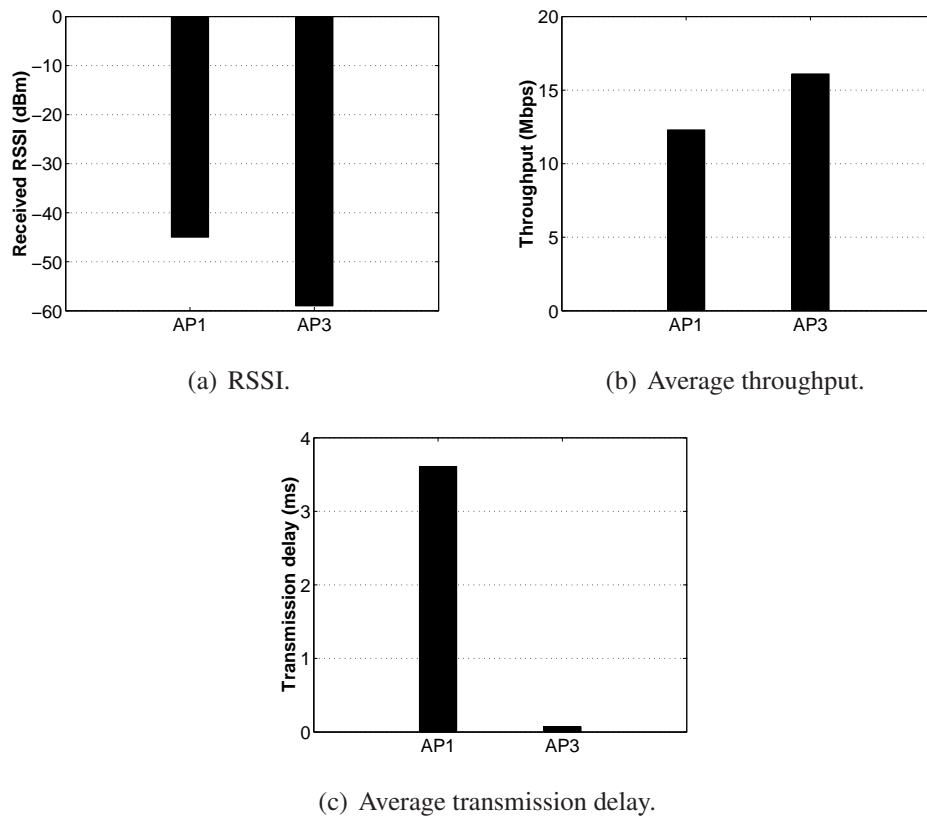 0
−10
−20
−30
−40
−50
−60
Received RSSI (dBm)
AP1 AP3
(a) RSSI.
20
15
10
5
0
Throughput (Mbps)
AP1 AP3
(b) Average throughput.
4
3
2
1
0
Transmission delay (ms)
AP1 AP3
(c) Average transmission delay.